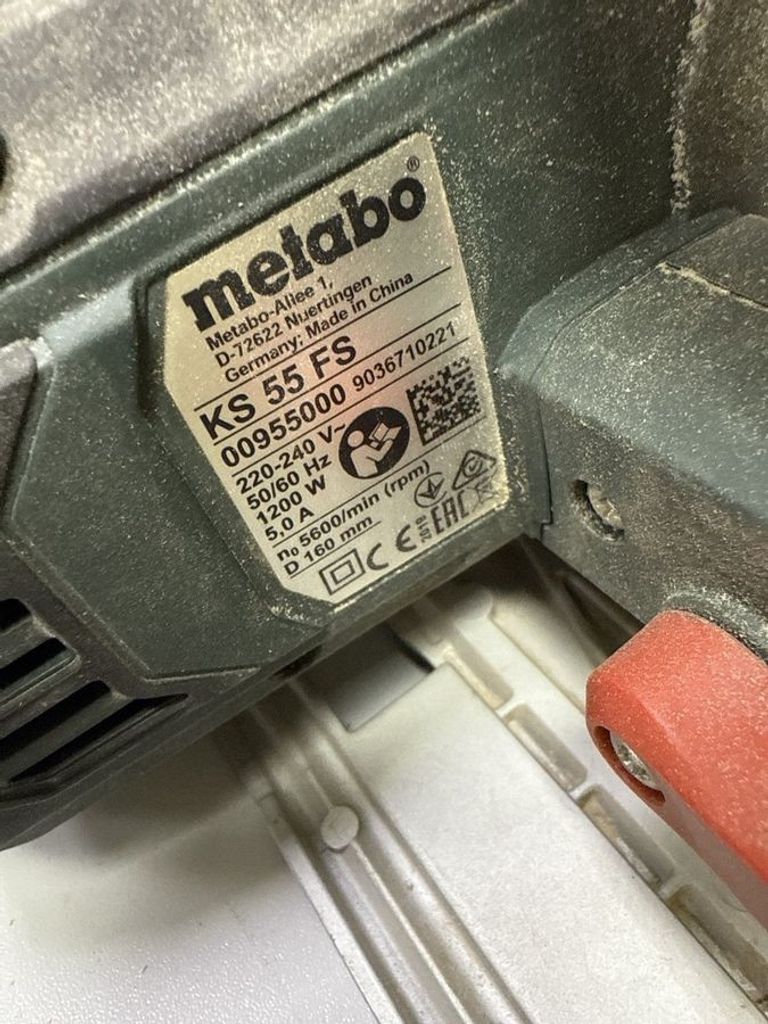 metabo®
Metabo-Allee 1,
D-72622 Nuertingen
Germany; Made in China
KS 55 FS
00955000 9036710221
220-240 V~
50/60 Hz
1200 W
5,0 A
n₀ 5600/min (rpm)
D 160 mm
CE EAC